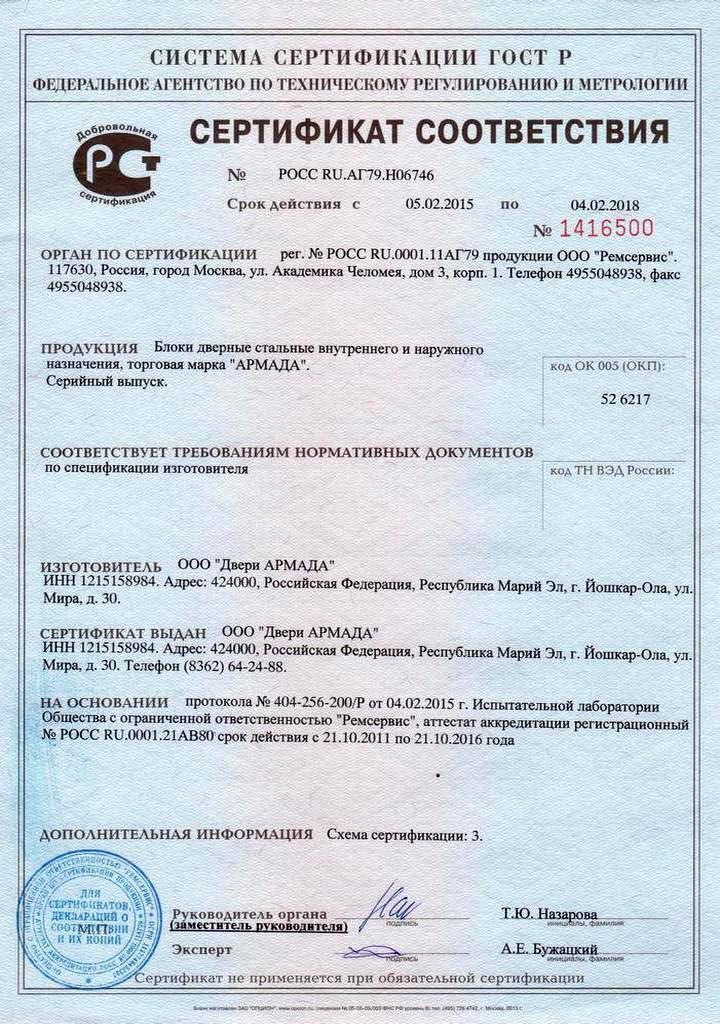 СИСТЕМА СЕРТИФИКАЦИИ ГОСТ Р
ФЕДЕРАЛЬНОЕ АГЕНТСТВО ПО ТЕХНИЧЕСКОМУ РЕГУЛИРОВАНИЮ И МЕТРОЛОГИИ
Добровольная
РСТ
сертификация
СЕРТИФИКАТ СООТВЕТСТВИЯ
№ РОСС RU.АГ79.Н06746
Срок действия с 05.02.2015 по 04.02.2018
№ 1416500
ОРГАН ПО СЕРТИФИКАЦИИ рег. № РОСС RU.0001.11АГ79 продукции ООО "Ремсервис".
117630, Россия, город Москва, ул. Академика Челомея, дом 3, корп. 1. Телефон 4955048938, факс
4955048938.
ПРОДУКЦИЯ Блоки дверные стальные внутреннего и наружного
назначения, торговая марка "АРМАДА".
Серийный выпуск.
код ОК 005 (ОКП):
52 6217
СООТВЕТСТВУЕТ ТРЕБОВАНИЯМ НОРМАТИВНЫХ ДОКУМЕНТОВ
по спецификации изготовителя
код ТН ВЭД России:
ИЗГОТОВИТЕЛЬ ООО "Двери АРМАДА"
ИНН 1215158984. Адрес: 424000, Российская Федерация, Республика Марий Эл, г. Йошкар-Ола, ул.
Мира, д. 30.
СЕРТИФИКАТ ВЫДАН ООО "Двери АРМАДА"
ИНН 1215158984. Адрес: 424000, Российская Федерация, Республика Марий Эл, г. Йошкар-Ола, ул.
Мира, д. 30. Телефон (8362) 64-24-88.
НА ОСНОВАНИИ протокола № 404-256-200/Р от 04.02.2015 г. Испытательной лаборатории
Общества с ограниченной ответственностью "Ремсервис", аттестат аккредитации регистрационный
№ РОСС RU.0001.21АВ80 срок действия с 21.10.2011 по 21.10.2016 года
ДОПОЛНИТЕЛЬНАЯ ИНФОРМАЦИЯ Схема сертификации: 3.
ДЛЯ
СЕРТИФИКАТОВ
ДЕКЛАРАЦИЙ О
СООТВЕТСТВИИ
И ИХ КОПИЙ
М.П.
Руководитель органа
(заместитель руководителя)
подпись
Т.Ю. Назарова
инициалы, фамилия
Эксперт
подпись
А.Е. Бужацкий
инициалы, фамилия
Сертификат не применяется при обязательной сертификации